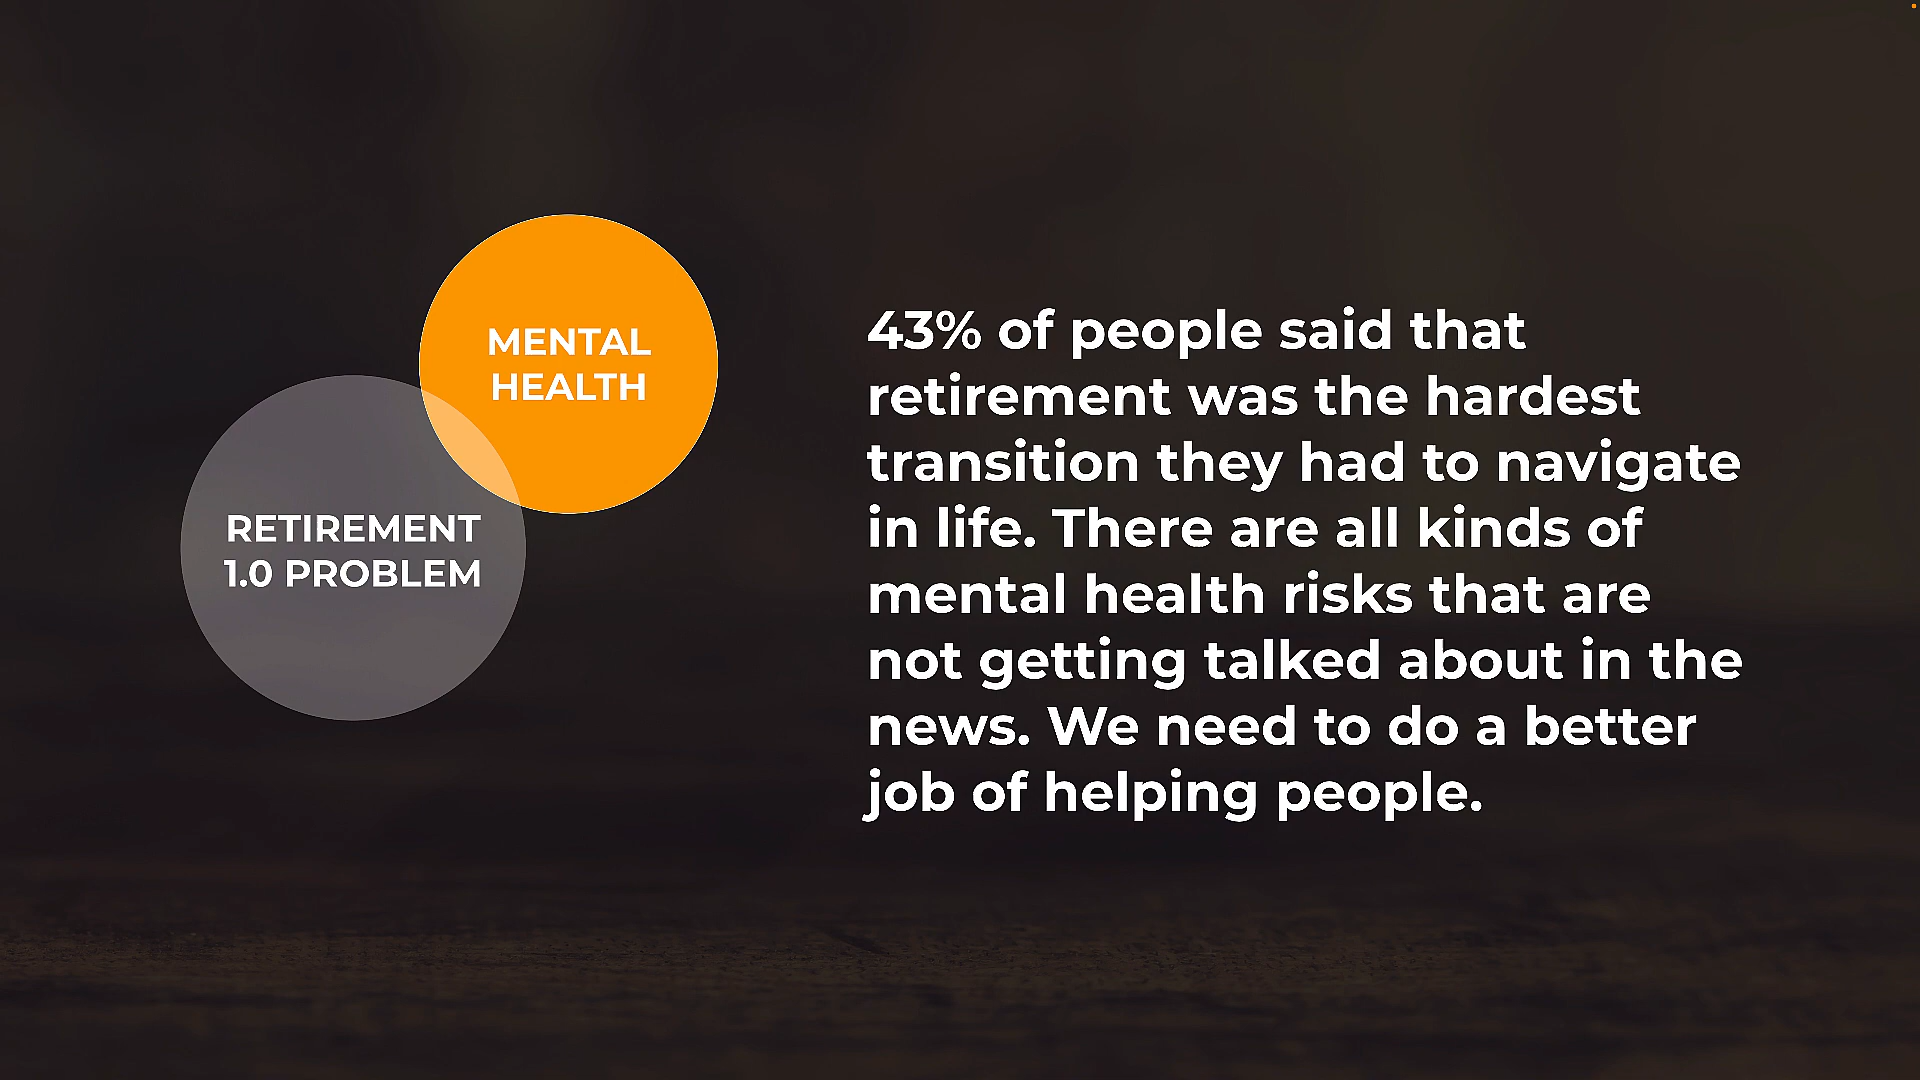 MENTAL
HEALTH
RETIREMENT
1.0 PROBLEM
43% of people said that
retirement was the hardest
transition they had to navigate
in life. There are all kinds of
mental health risks that are
not getting talked about in the
news. We need to do a better
job of helping people.